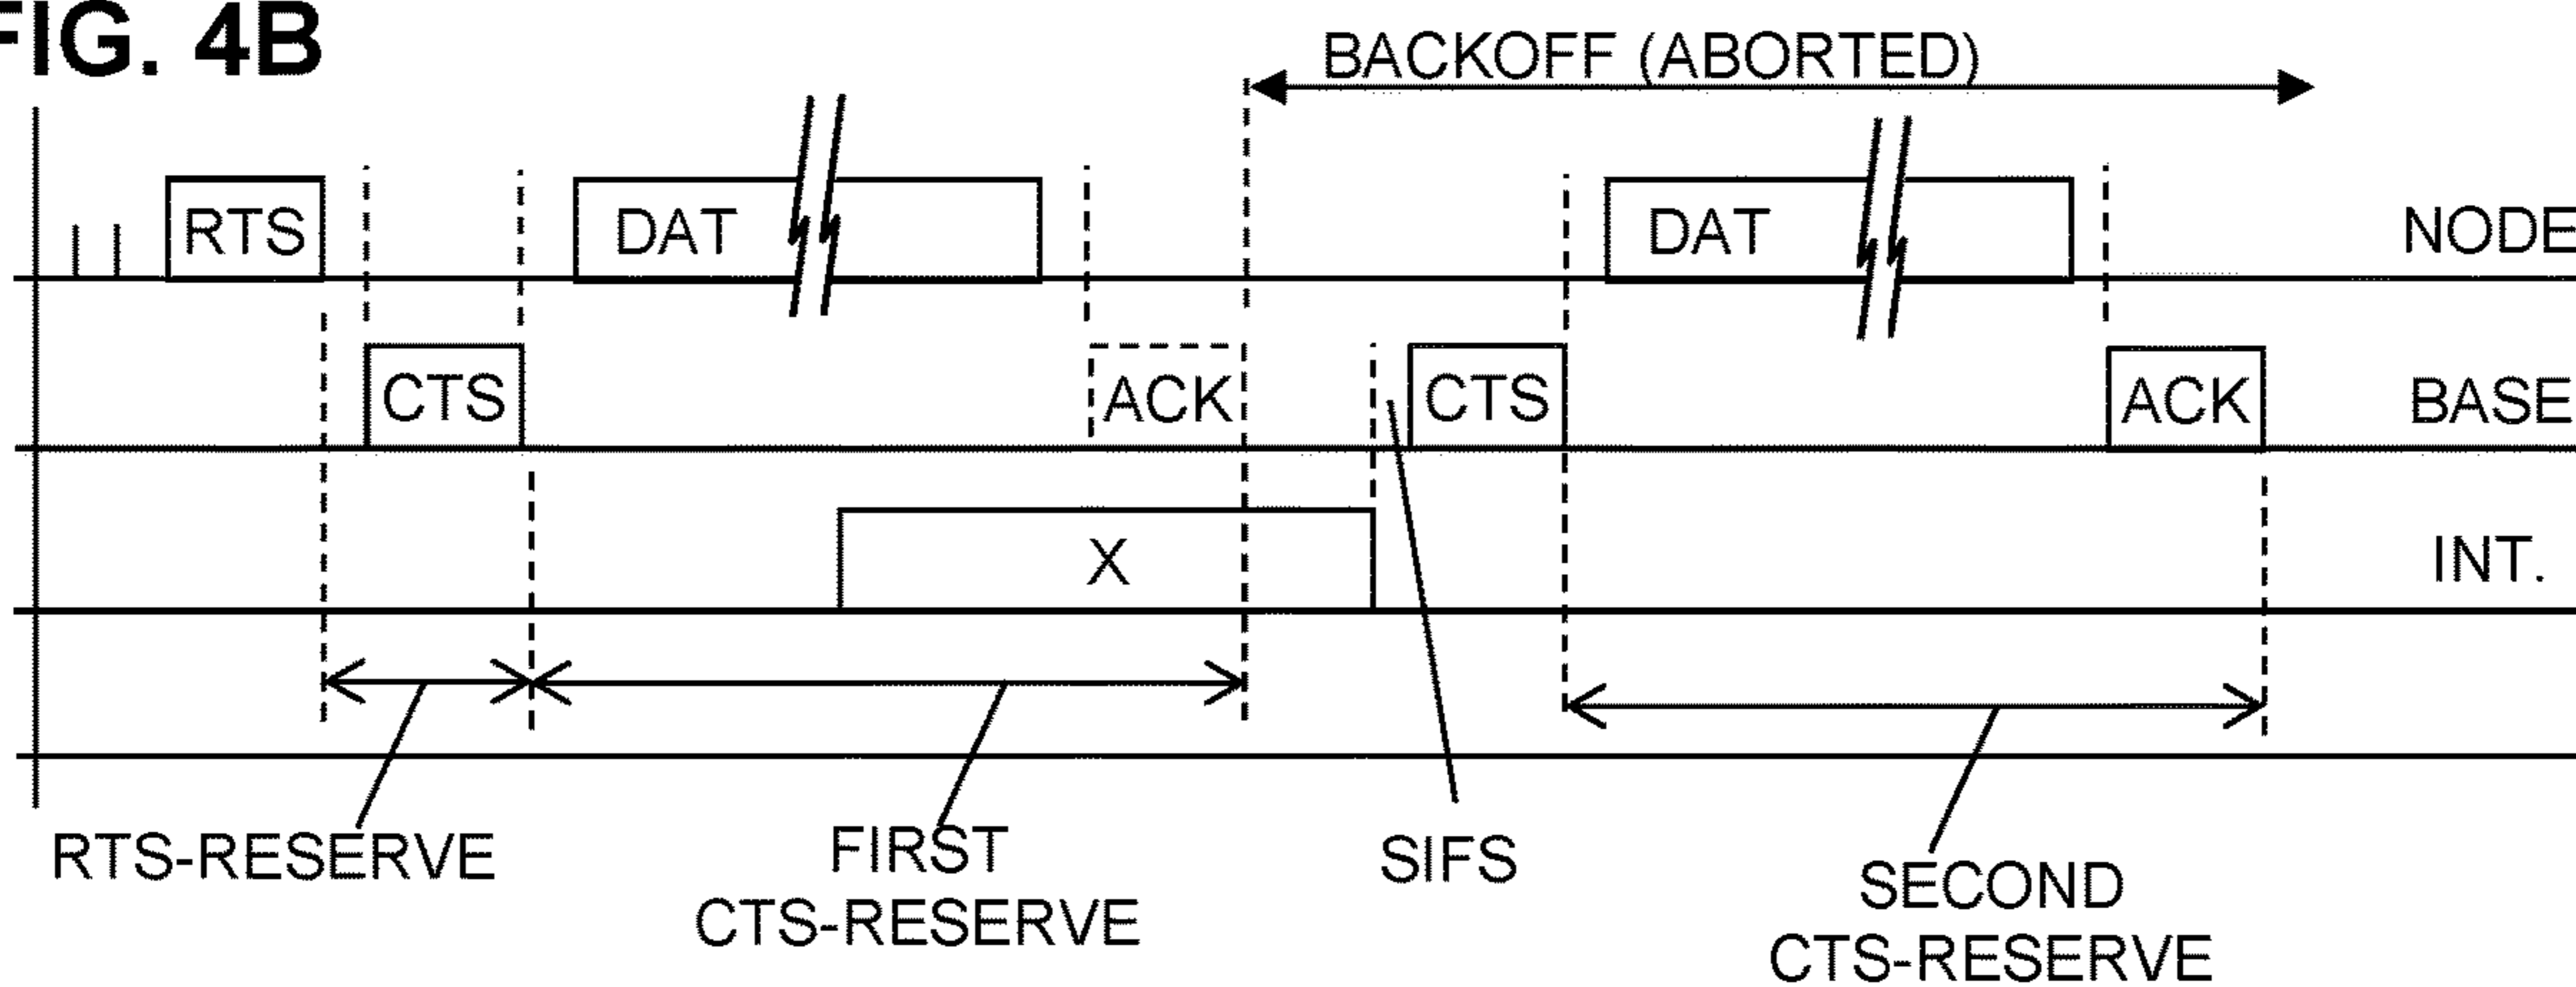 FIG. 4B
BACKOFF (ABORTED)
RTS
DAT
DAT
NODE
CTS
ACK
CTS
ACK
BASE
X
INT.
RTS-RESERVE
FIRST
CTS-RESERVE
SIFS
SECOND
CTS-RESERVE